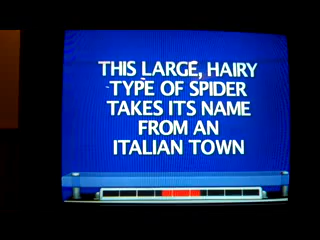 THIS LARGE, HAIRY
TYPE OF SPIDER
TAKES ITS NAME
FROM AN
ITALIAN TOWN